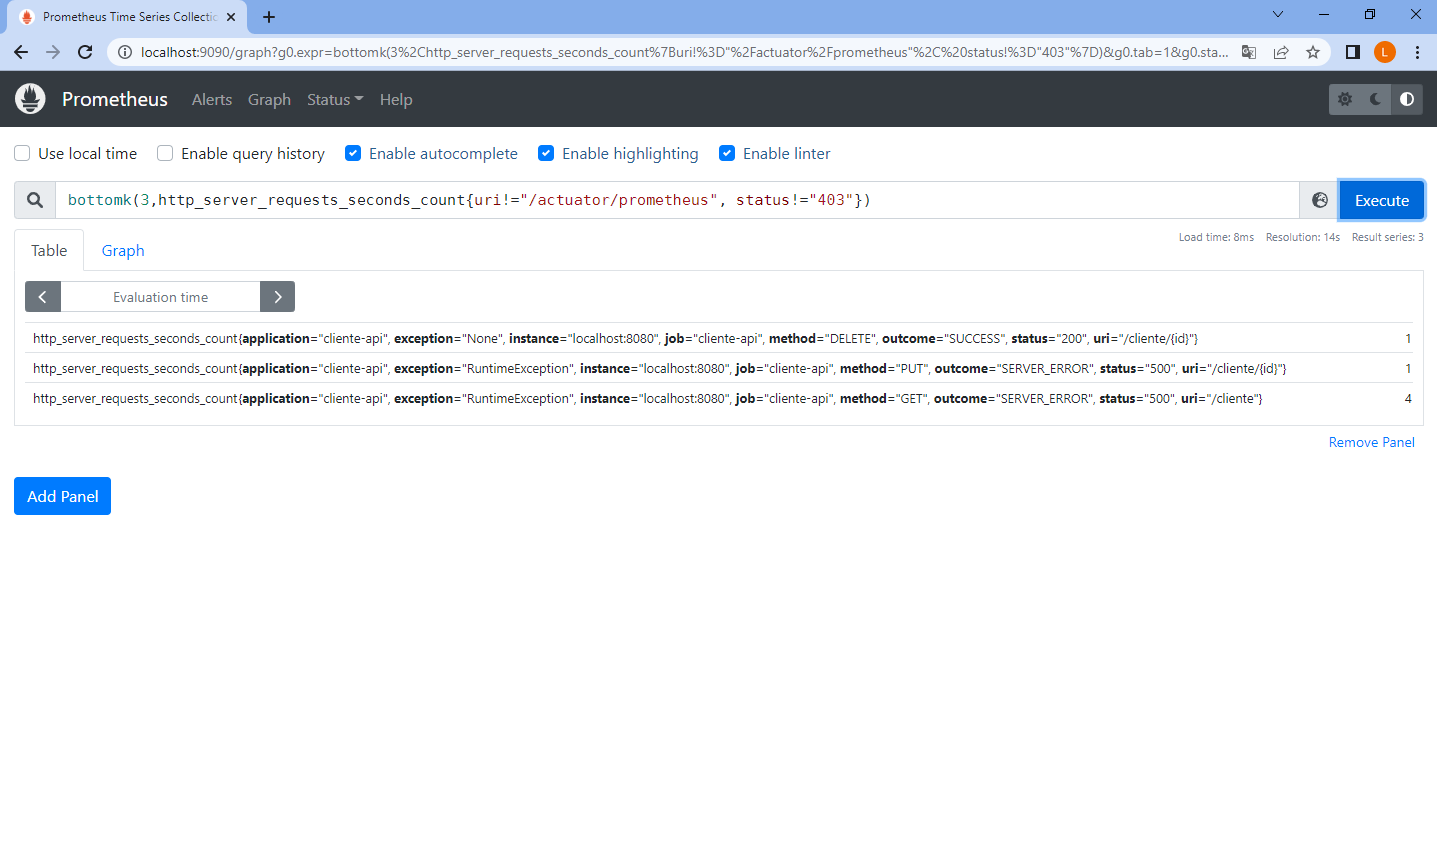 Prometheus Time Series Collectio
localhost:9090/graph?g0.expr=bottomk(3%2Chttp_server_requests_seconds_count%7Buri!%3D"%2Factuator%2Fprometheus"%2C%20status!%3D"403"%7D)&g0.tab=1&g0.sta... L
Prometheus Alerts Graph Status Help
Use local time Enable query history Enable autocomplete Enable highlighting Enable linter
bottomk(3,http_server_requests_seconds_count{uri!="/actuator/prometheus", status!="403"}) Execute
Load time: 8ms Resolution: 14s Result series: 3
Table Graph
Evaluation time
http_server_requests_seconds_count{application="cliente-api", exception="None", instance="localhost:8080", job="cliente-api", method="DELETE", outcome="SUCCESS", status="200", uri="/cliente/{id}"} 1
http_server_requests_seconds_count{application="cliente-api", exception="RuntimeException", instance="localhost:8080", job="cliente-api", method="PUT", outcome="SERVER_ERROR", status="500", uri="/cliente/{id}"} 1
http_server_requests_seconds_count{application="cliente-api", exception="RuntimeException", instance="localhost:8080", job="cliente-api", method="GET", outcome="SERVER_ERROR", status="500", uri="/cliente"} 4
Remove Panel
Add Panel